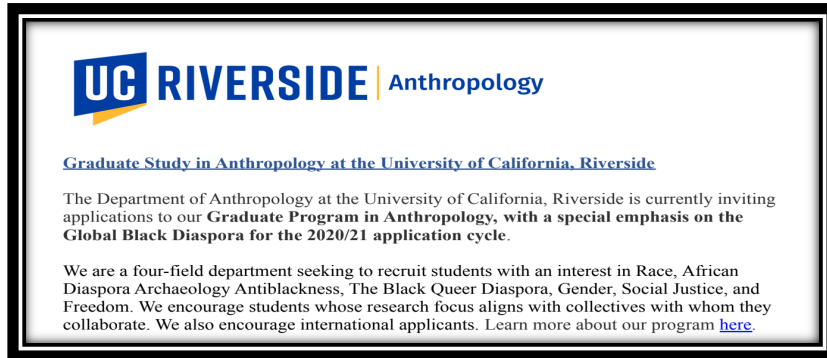 UC RIVERSIDE Anthropology
Graduate Study in Anthropology at the University of California, Riverside
The Department of Anthropology at the University of California, Riverside is currently inviting
applications to our Graduate Program in Anthropology, with a special emphasis on the
Global Black Diaspora for the 2020/21 application cycle.
We are a four-field department seeking to recruit students with an interest in Race, African
Diaspora Archaeology Antiblackness, The Black Queer Diaspora, Gender, Social Justice, and
Freedom. We encourage students whose research focus aligns with collectives with whom they
collaborate. We also encourage international applicants. Learn more about our program here.